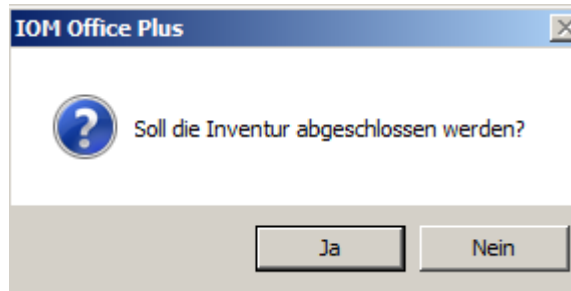 IOM Office Plus
Soll die Inventur abgeschlossen werden?
Ja
Nein